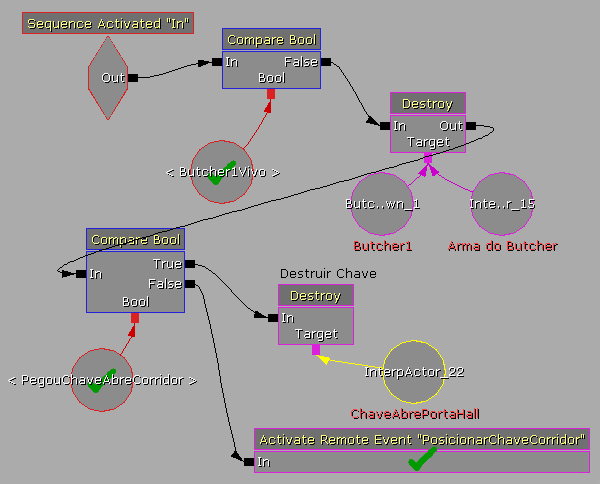 Sequence Activated "In"
Out
Compare Bool
In False
Bool
< Butcher1Vivo >
Destroy
In Out
Target
Butc..wn_1
Inte..r_15
Butcher1
Arma do Butcher
Compare Bool
True
In
False
Bool
< PegouChaveAbreCorridor >
Destruir Chave
Destroy
In
Target
InterpActor_22
ChaveAbrePortaHall
Activate Remote Event "PosicionarChaveCorridor"
In